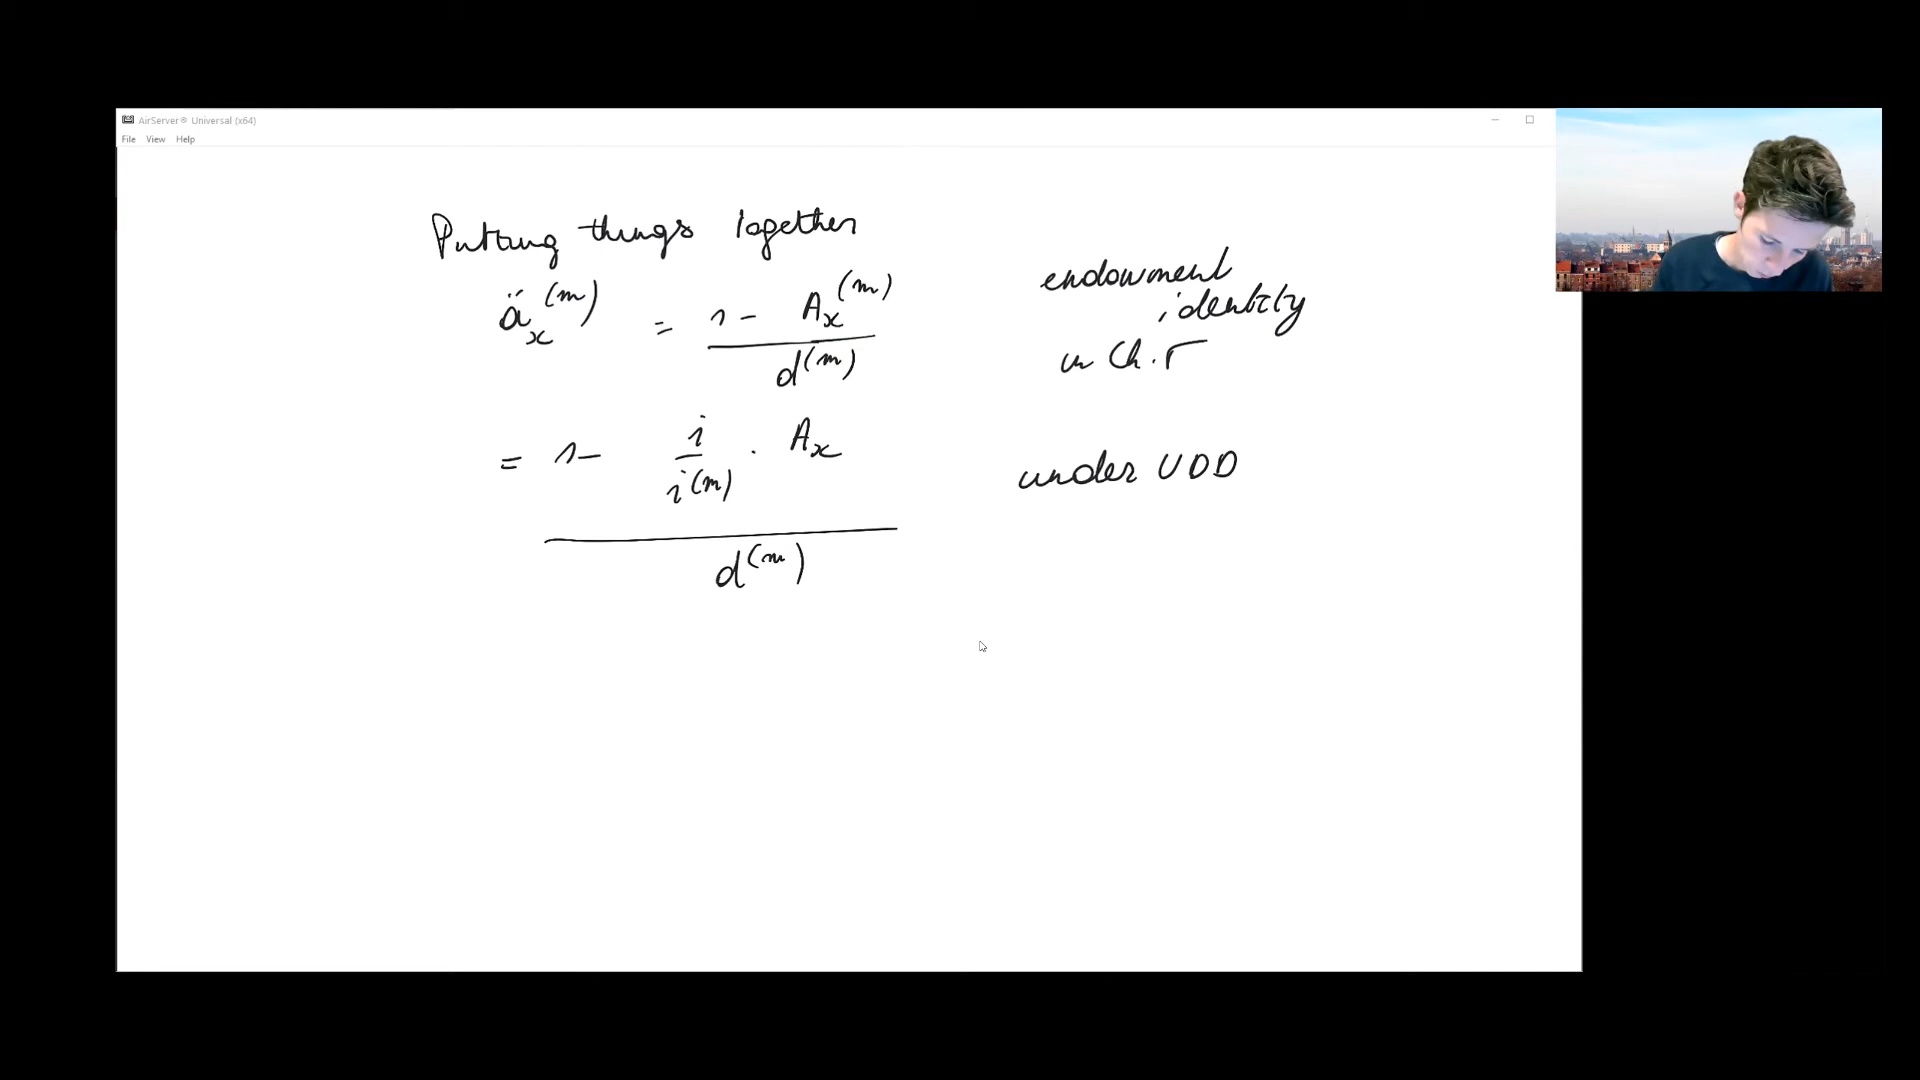 AirServer® Universal (x64)
File View Help
Putting things together
ä_x^(m) = (1 - A_x^(m)) / d^(m)
endowment
identity
in Ch. 5
= (1 - i / i^(m) · A_x) / d^(m)
under UDD